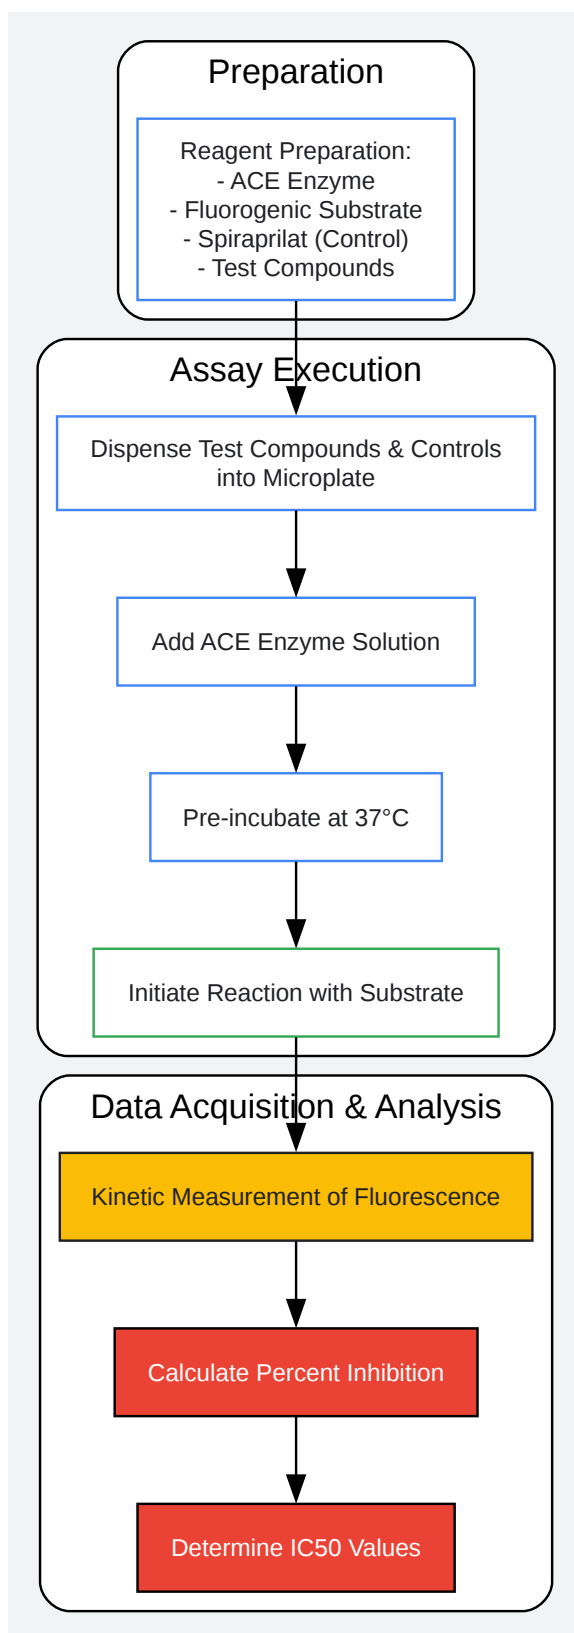 Preparation
Reagent Preparation:
- ACE Enzyme
- Fluorogenic Substrate
- Spiraprilat (Control)
- Test Compounds
Assay Execution
Dispense Test Compounds & Controls
into Microplate
Add ACE Enzyme Solution
Pre-incubate at 37°C
Initiate Reaction with Substrate
Data Acquisition & Analysis
Kinetic Measurement of Fluorescence
Calculate Percent Inhibition
Determine IC50 Values